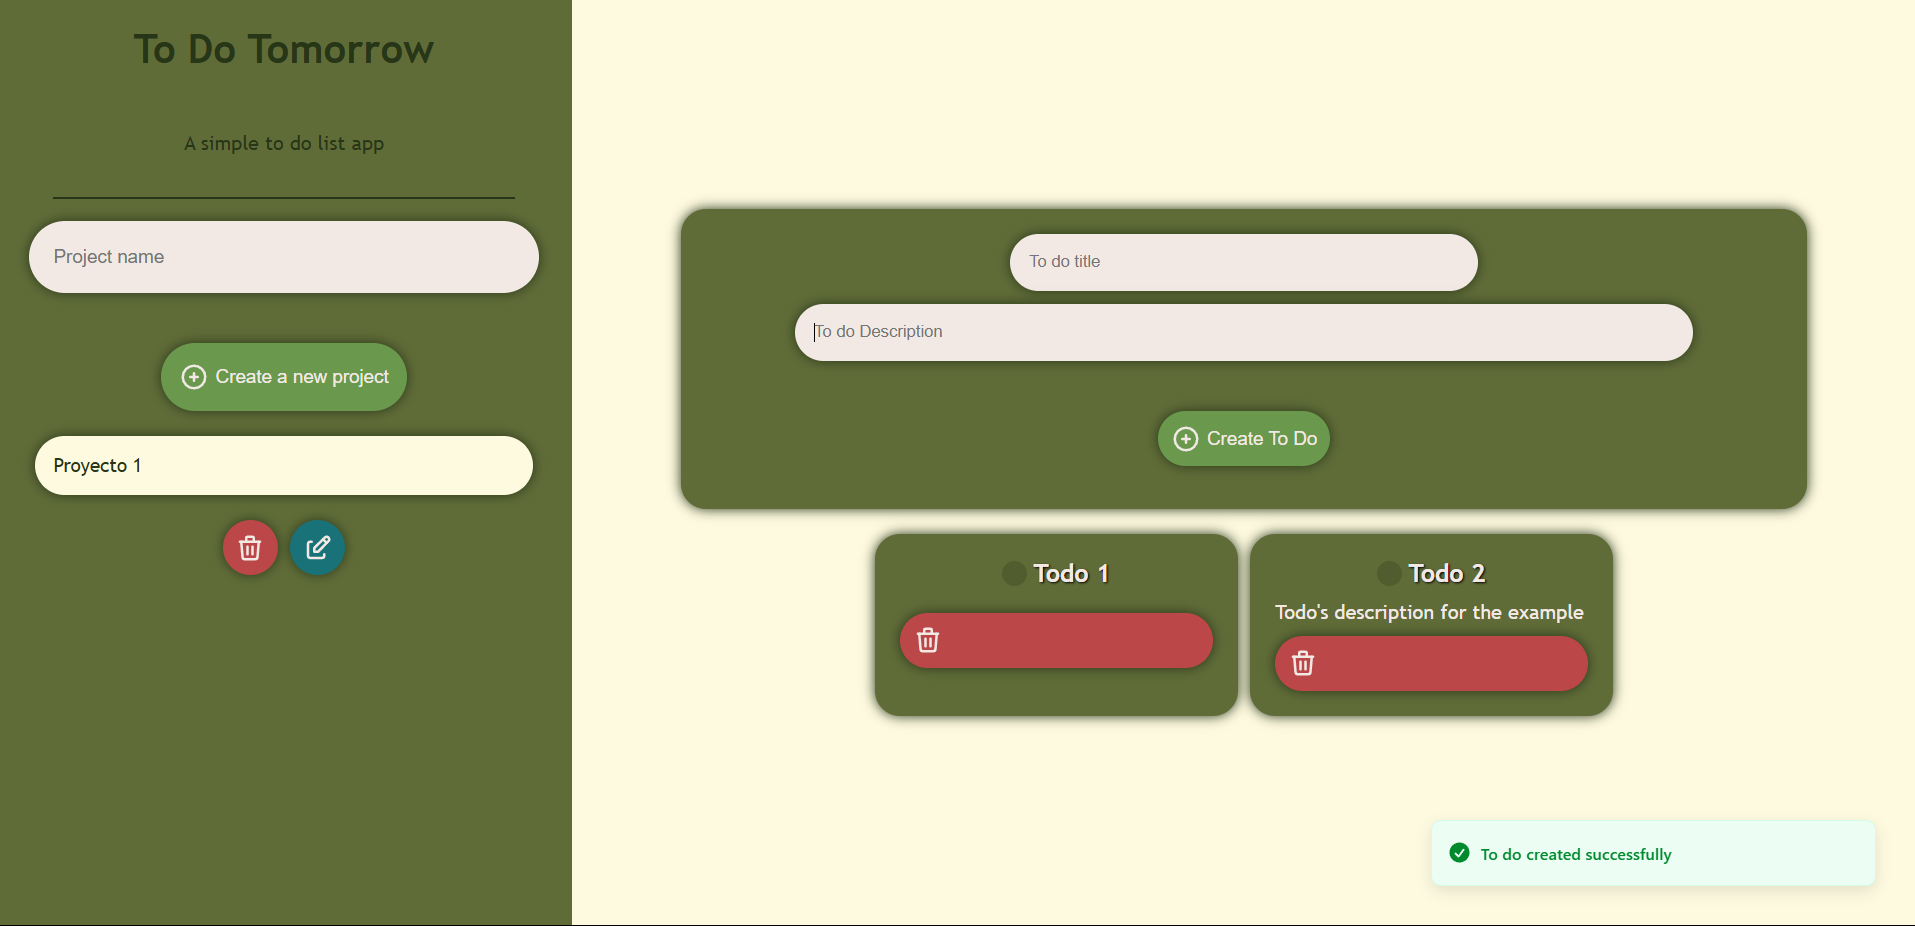 To Do Tomorrow
A simple to do list app
Project name
Create a new project
Proyecto 1
To do title
To do Description
Create To Do
Todo 1
Todo 2
Todo's description for the example
To do created successfully